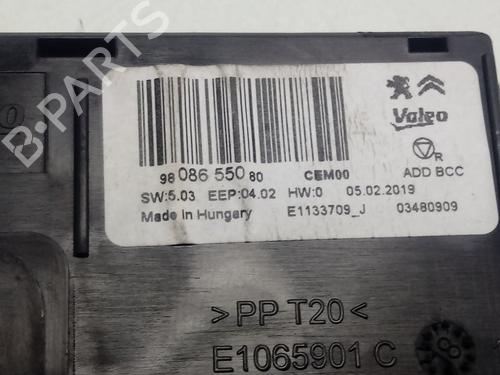 Valeo
R
ADD BCC
98 086 550 80
CEM00
SW:5.03 EEP:04.02 HW:0 05.02.2019
Made in Hungary E1133709_J 03480909
>PP T20<
E1065901 C
B-PARTS